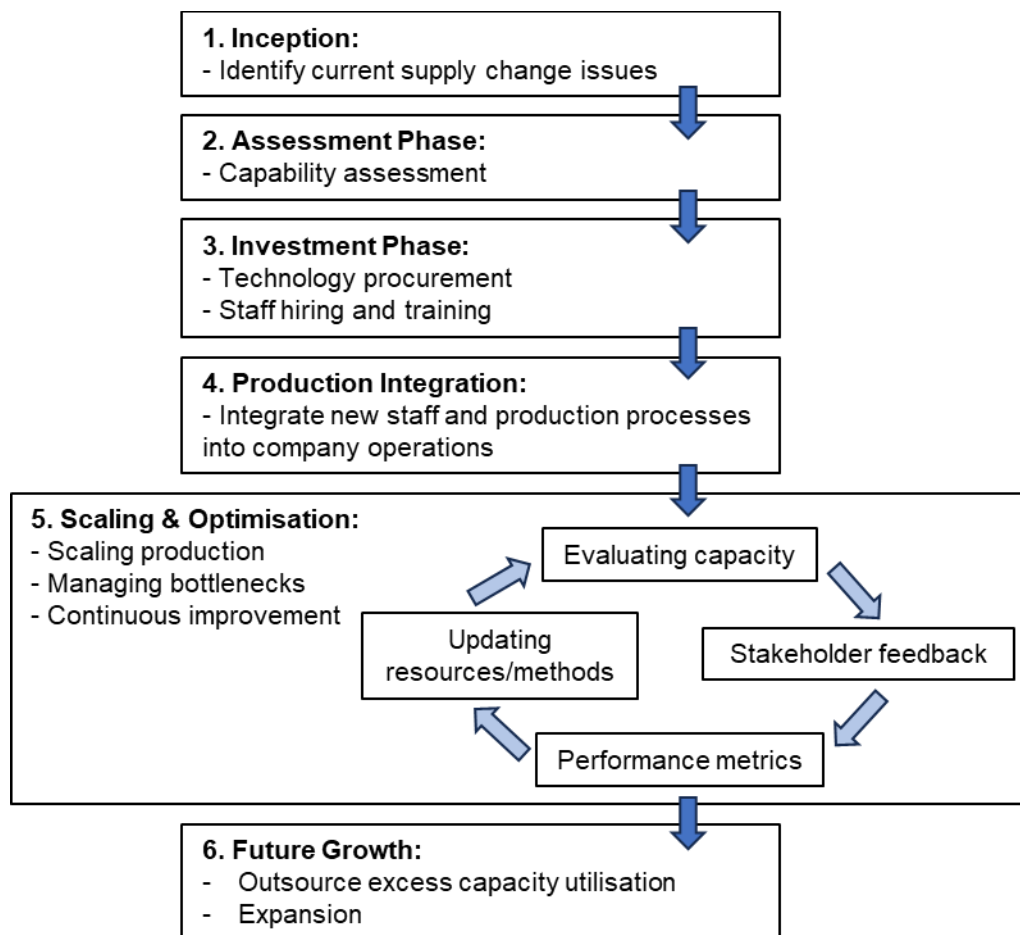 1. Inception:
- Identify current supply change issues
2. Assessment Phase:
- Capability assessment
3. Investment Phase:
- Technology procurement
- Staff hiring and training
4. Production Integration:
- Integrate new staff and production processes
into company operations
5. Scaling & Optimisation:
- Scaling production
- Managing bottlenecks
- Continuous improvement
Evaluating capacity
Stakeholder feedback
Performance metrics
Updating
resources/methods
6. Future Growth:
- Outsource excess capacity utilisation
- Expansion